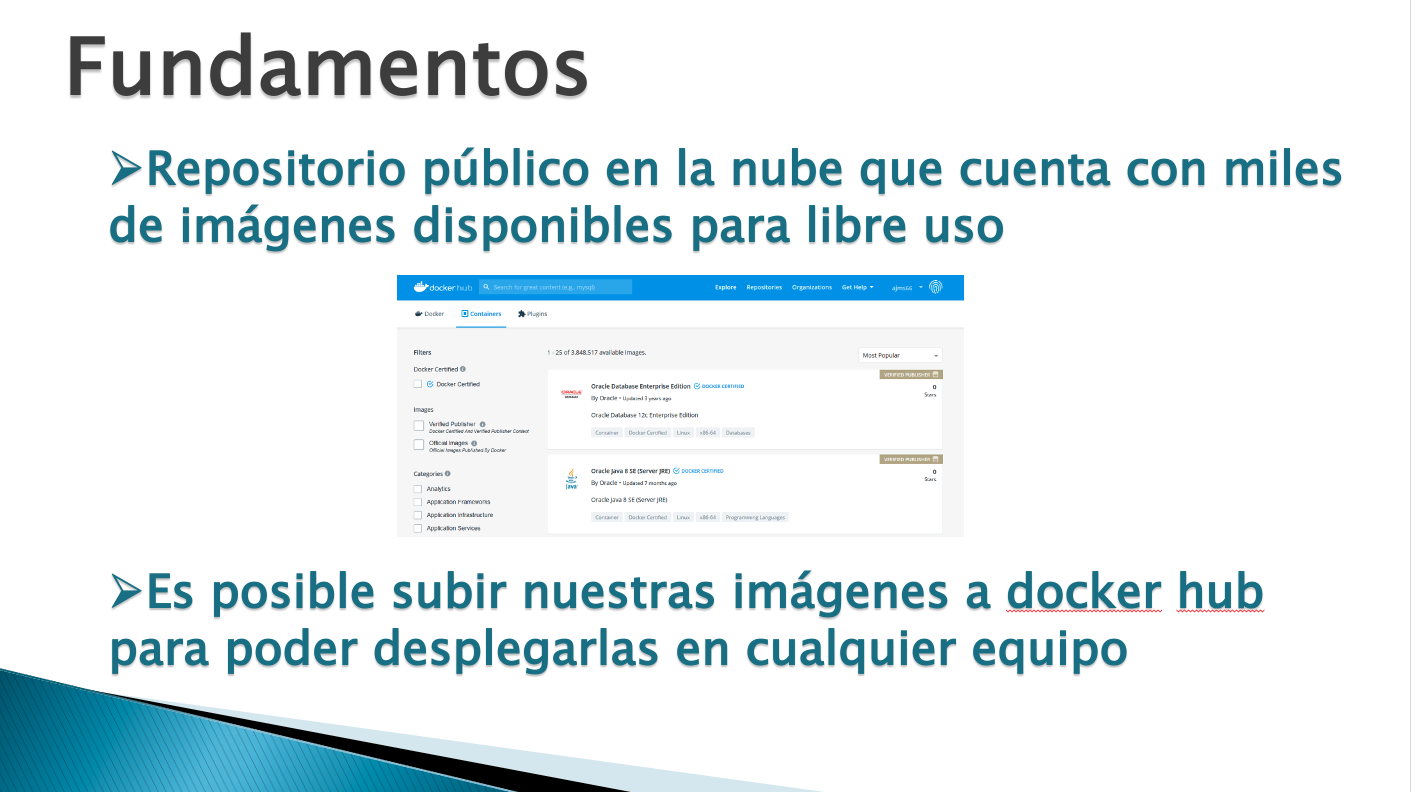 Fundamentos
➢Repositorio público en la nube que cuenta con miles
de imágenes disponibles para libre uso
docker hub Search for great content (e.g., mysql) Explore Repositories Organizations Get Help ajms66
Docker Containers Plugins
Filters
1 - 25 of 3.848.517 available images.
Most Popular
Docker Certified
Docker Certified
Images
Verified Publisher
Docker Certified And Verified Publisher Content
Official Images
Official Images Published By Docker
Categories
Analytics
Application Frameworks
Application Infrastructure
Application Services
VERIFIED PUBLISHER
ORACLE
DATABASE
Oracle Database Enterprise Edition DOCKER CERTIFIED
0
Stars
By Oracle • Updated 3 years ago
Oracle Database 12c Enterprise Edition
Container Docker Certified Linux x86-64 Databases
VERIFIED PUBLISHER
Java
Oracle Java 8 SE (Server JRE) DOCKER CERTIFIED
0
Stars
By Oracle • Updated 7 months ago
Oracle Java 8 SE (Server JRE)
Container Docker Certified Linux x86-64 Programming Languages
➢Es posible subir nuestras imágenes a docker hub
para poder desplegarlas en cualquier equipo